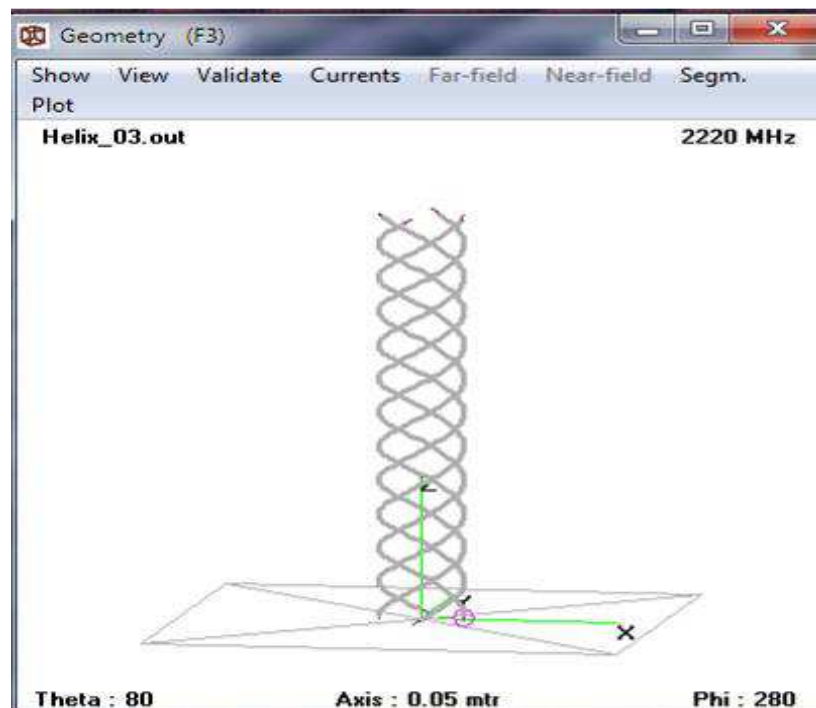 Geometry (F3)
Show View Validate Currents Far-field Near-field Segm.
Plot
Helix_03.out 2220 MHz
Z
Y
X
Theta : 80 Axis : 0.05 mtr Phi : 280